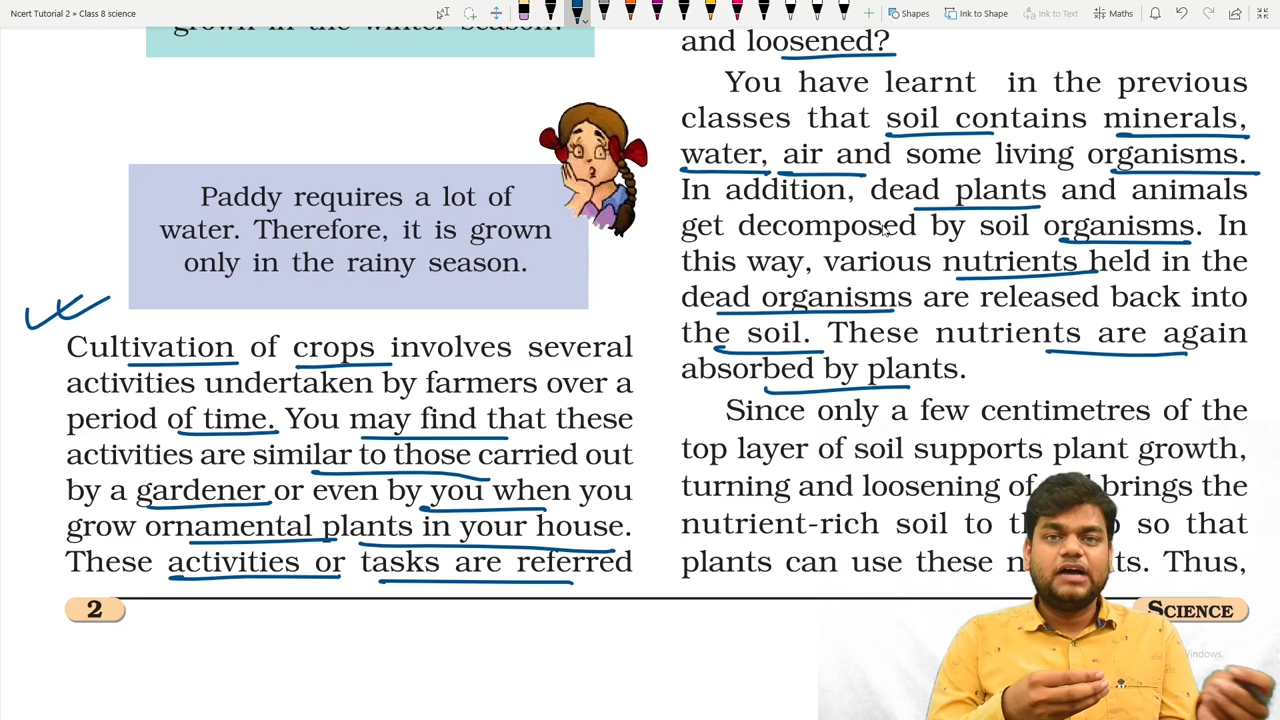 Ncert Tutorial 2 » Class 8 science
Shapes
Ink to Shape
Ink to Text
Maths
grown in the winter season.
Paddy requires a lot of
water. Therefore, it is grown
only in the rainy season.
Cultivation of crops involves several
activities undertaken by farmers over a
period of time. You may find that these
activities are similar to those carried out
by a gardener or even by you when you
grow ornamental plants in your house.
These activities or tasks are referred
2
and loosened?
You have learnt in the previous
classes that soil contains minerals,
water, air and some living organisms.
In addition, dead plants and animals
get decomposed by soil organisms. In
this way, various nutrients held in the
dead organisms are released back into
the soil. These nutrients are again
absorbed by plants.
Since only a few centimetres of the
top layer of soil supports plant growth,
turning and loosening of brings the
nutrient-rich soil to so that
plants can use these Thus,
SCIENCE
Windows.